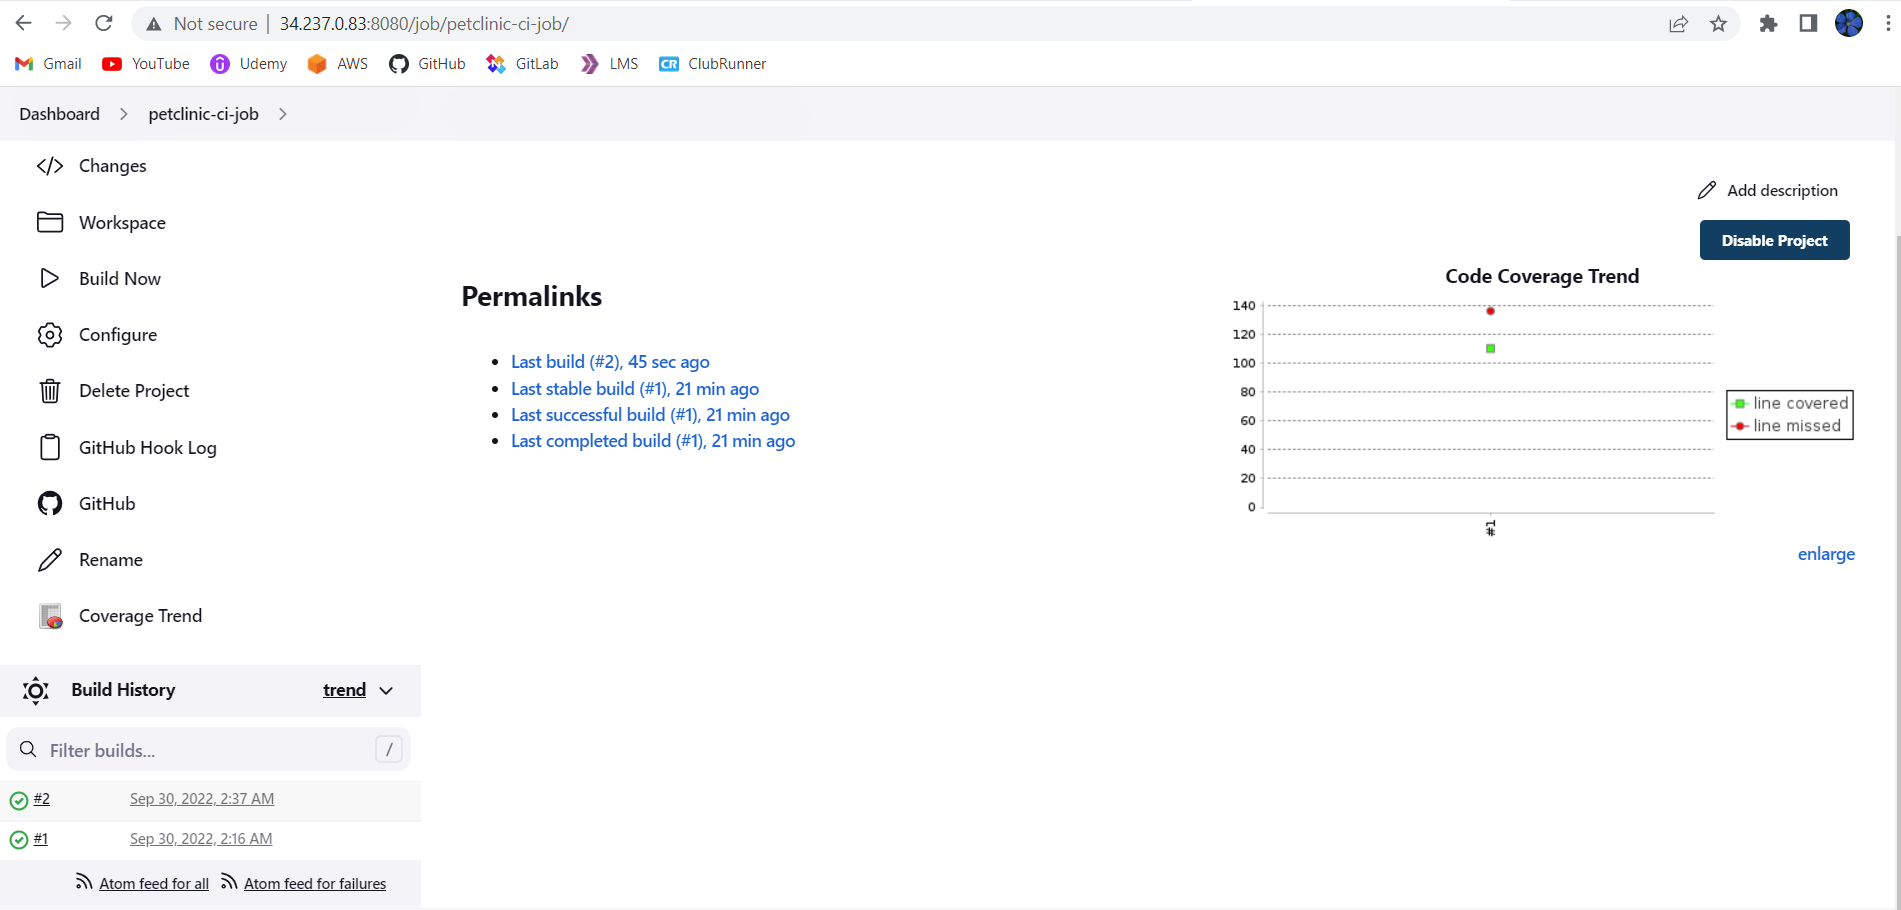 Not secure | 34.237.0.83:8080/job/petclinic-ci-job/
Gmail YouTube Udemy AWS GitHub GitLab LMS CR ClubRunner
Dashboard petclinic-ci-job
Changes
Workspace
Build Now
Configure
Delete Project
GitHub Hook Log
GitHub
Rename
Coverage Trend
Build History trend
Filter builds... /
#2 Sep 30, 2022, 2:37 AM
#1 Sep 30, 2022, 2:16 AM
Atom feed for all Atom feed for failures
Add description
Disable Project
Permalinks
Last build (#2), 45 sec ago
Last stable build (#1), 21 min ago
Last successful build (#1), 21 min ago
Last completed build (#1), 21 min ago
Code Coverage Trend
140
120
100
80
60
40
20
0
#1
line covered
line missed
enlarge